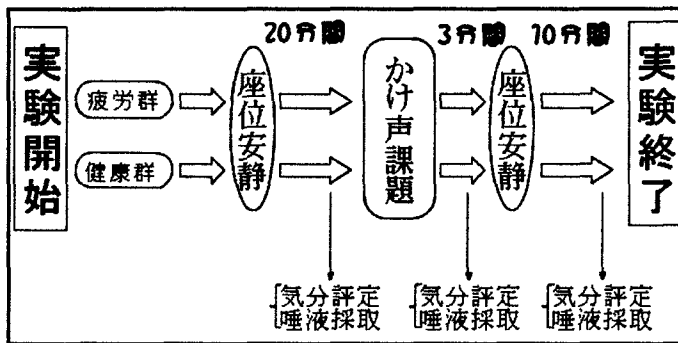 20分間
3分間
10分間
実験開始
疲労群
健康群
座位安静
かけ声課題
座位安静
実験終了
気分評定
唾液採取
気分評定
唾液採取
気分評定
唾液採取